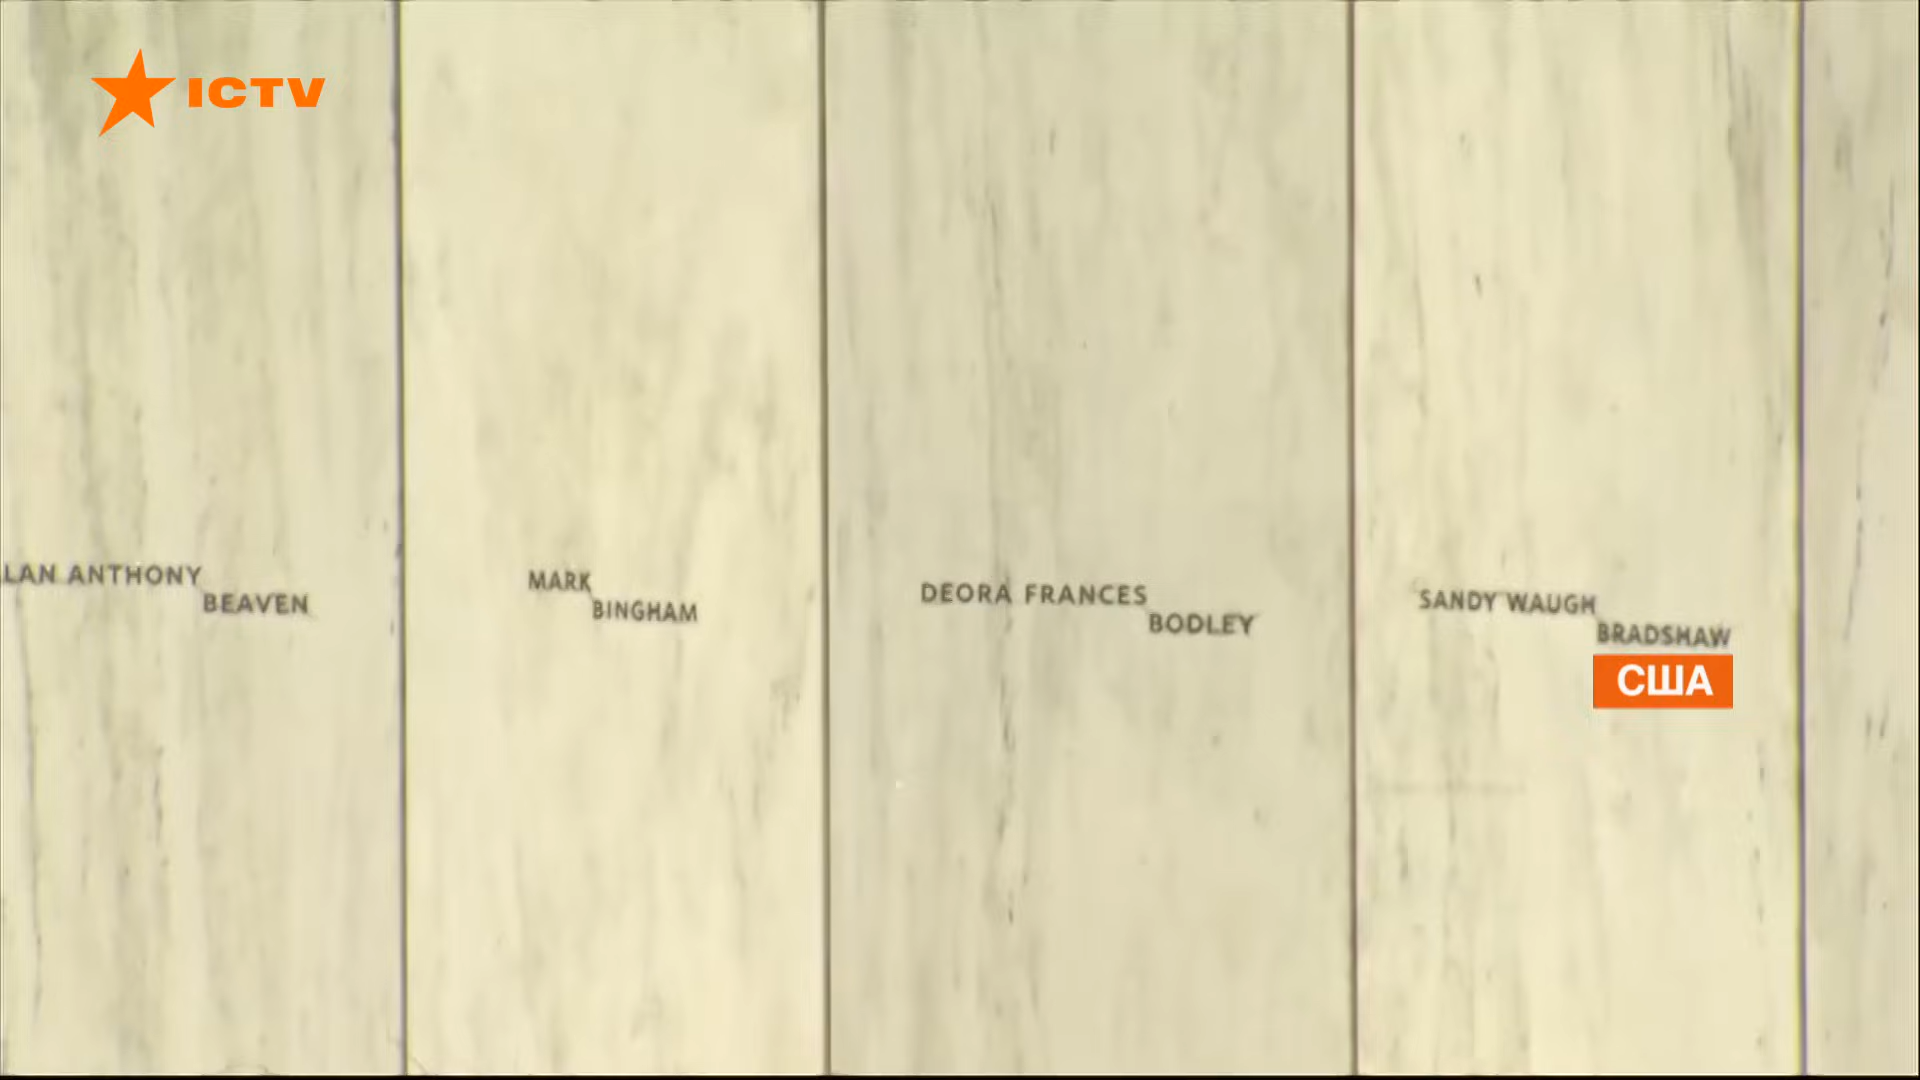 ICTV
LAN ANTHONY
BEAVEN
MARK
BINGHAM
DEORA FRANCES
BODLEY
SANDY WAUGH
BRADSHAW
США